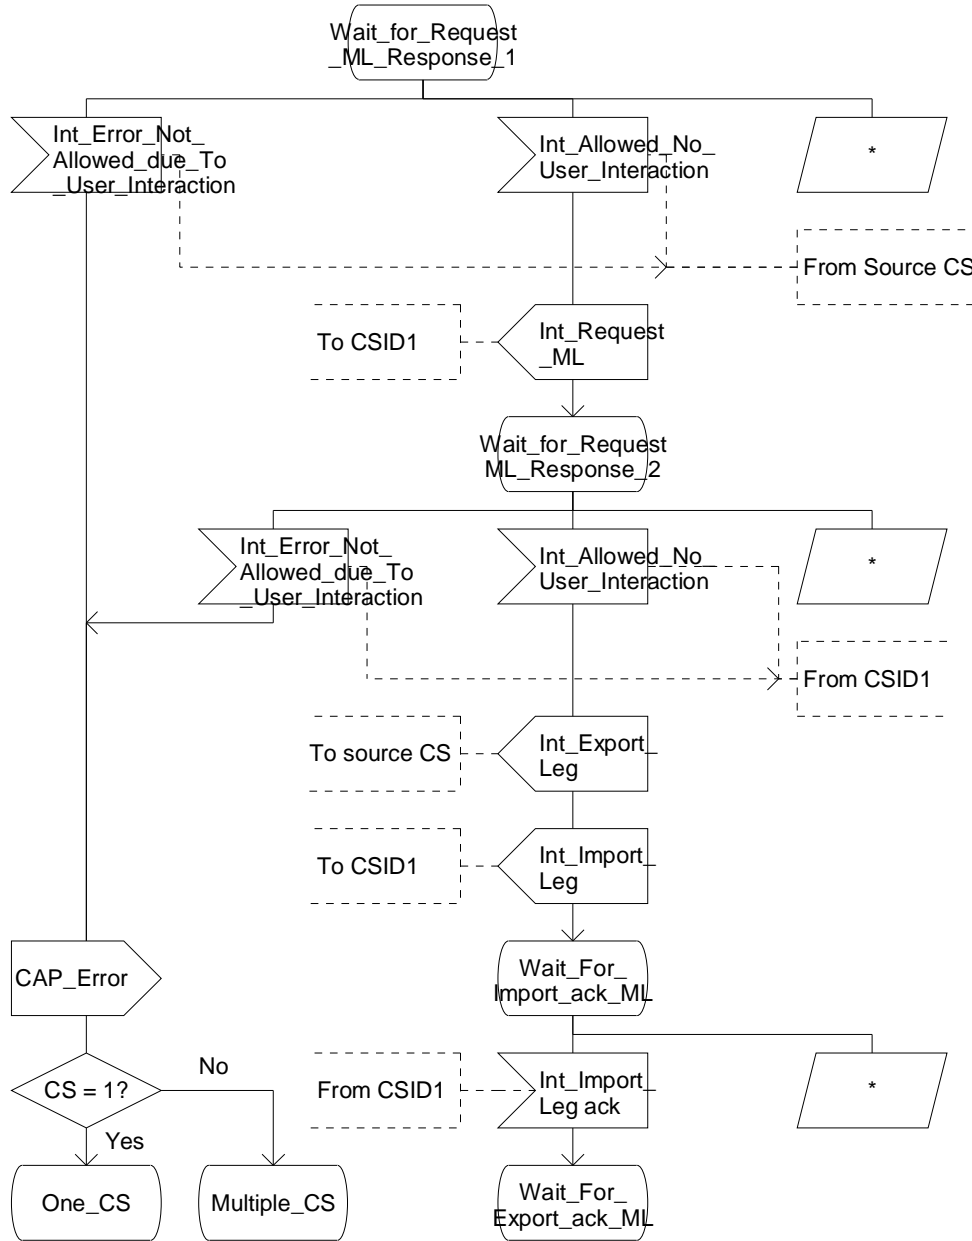 Wait_for_Request
_ML_Response_1
Int_Error_Not_
Allowed_due_To
_User_Interaction
Int_Allowed_No_
User_Interaction
*
From Source CS
To CSID1
Int_Request
_ML
Wait_for_Request
ML_Response_2
Int_Error_Not_
Allowed_due_To
_User_Interaction
Int_Allowed_No_
User_Interaction
*
From CSID1
To source CS
Int_Export_
Leg
To CSID1
Int_Import_
Leg
CAP_Error
Wait_For_
Import_ack_ML
CS = 1?
No
Yes
From CSID1
Int_Import_
Leg ack
*
One_CS
Multiple_CS
Wait_For_
Export_ack_ML